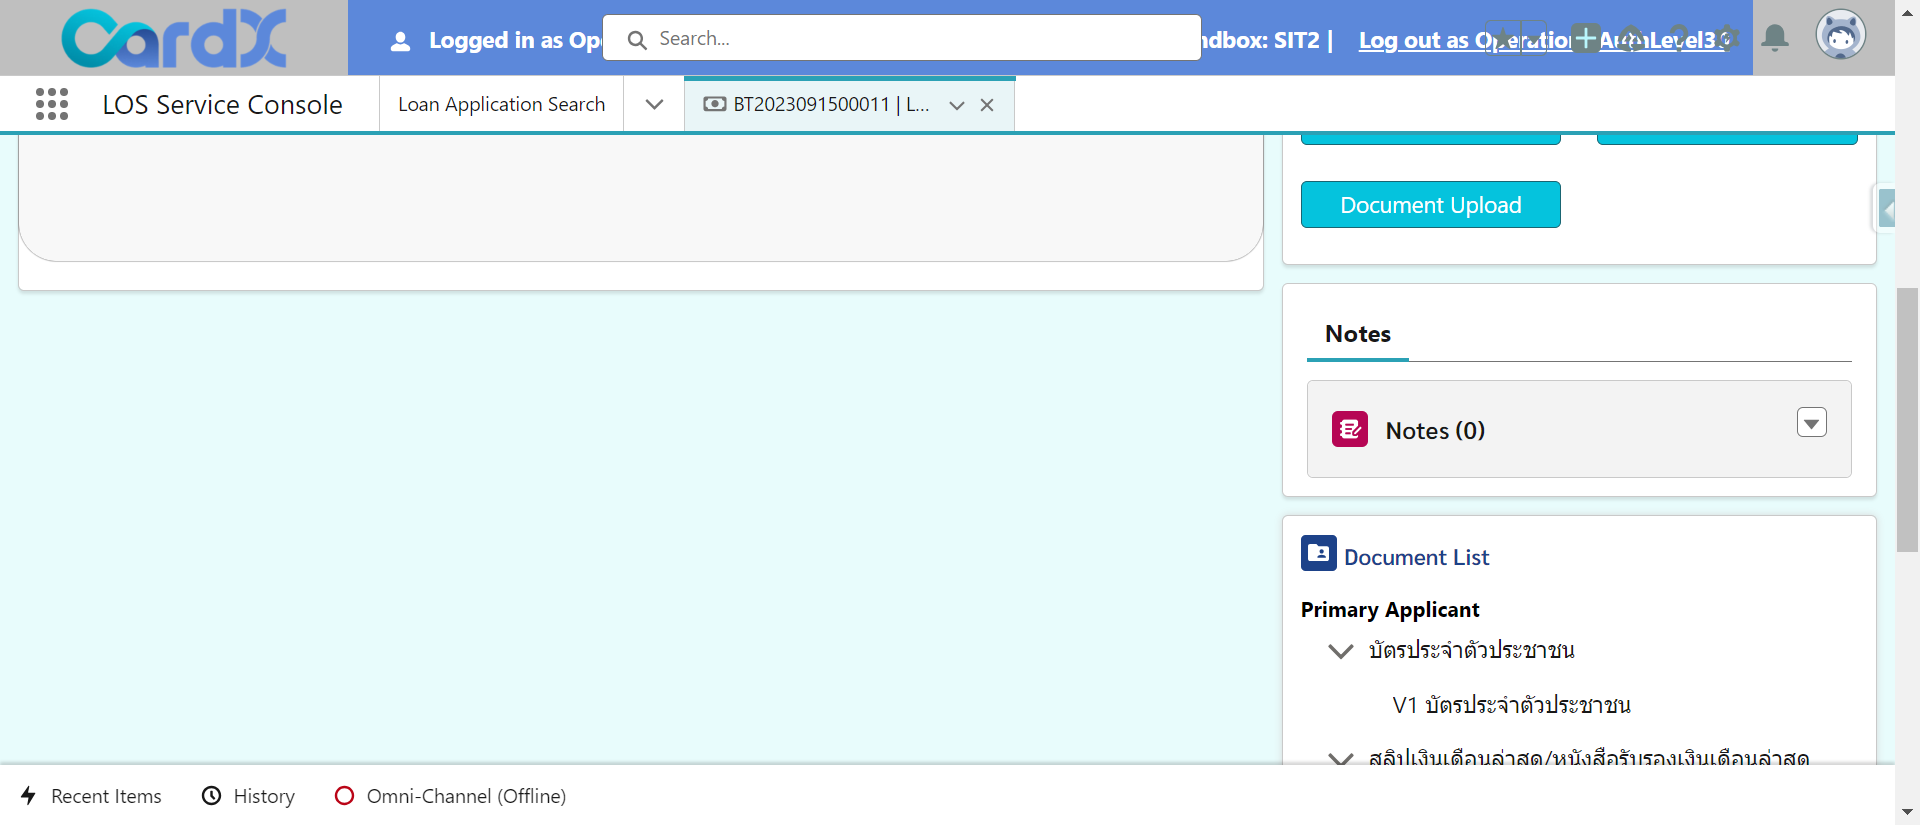 CardX
Logged in as Op
Search...
ndbox: SIT2 |
Log out as Operation AuthLevel3
LOS Service Console
Loan Application Search
BT2023091500011 | L...
Document Upload
Notes
Notes (0)
Document List
Primary Applicant
บัตรประจำตัวประชาชน
V1 บัตรประจำตัวประชาชน
สลิปเงินเดือนล่าสุด/หนังสือรับรองเงินเดือนล่าสุด
Recent Items
History
Omni-Channel (Offline)